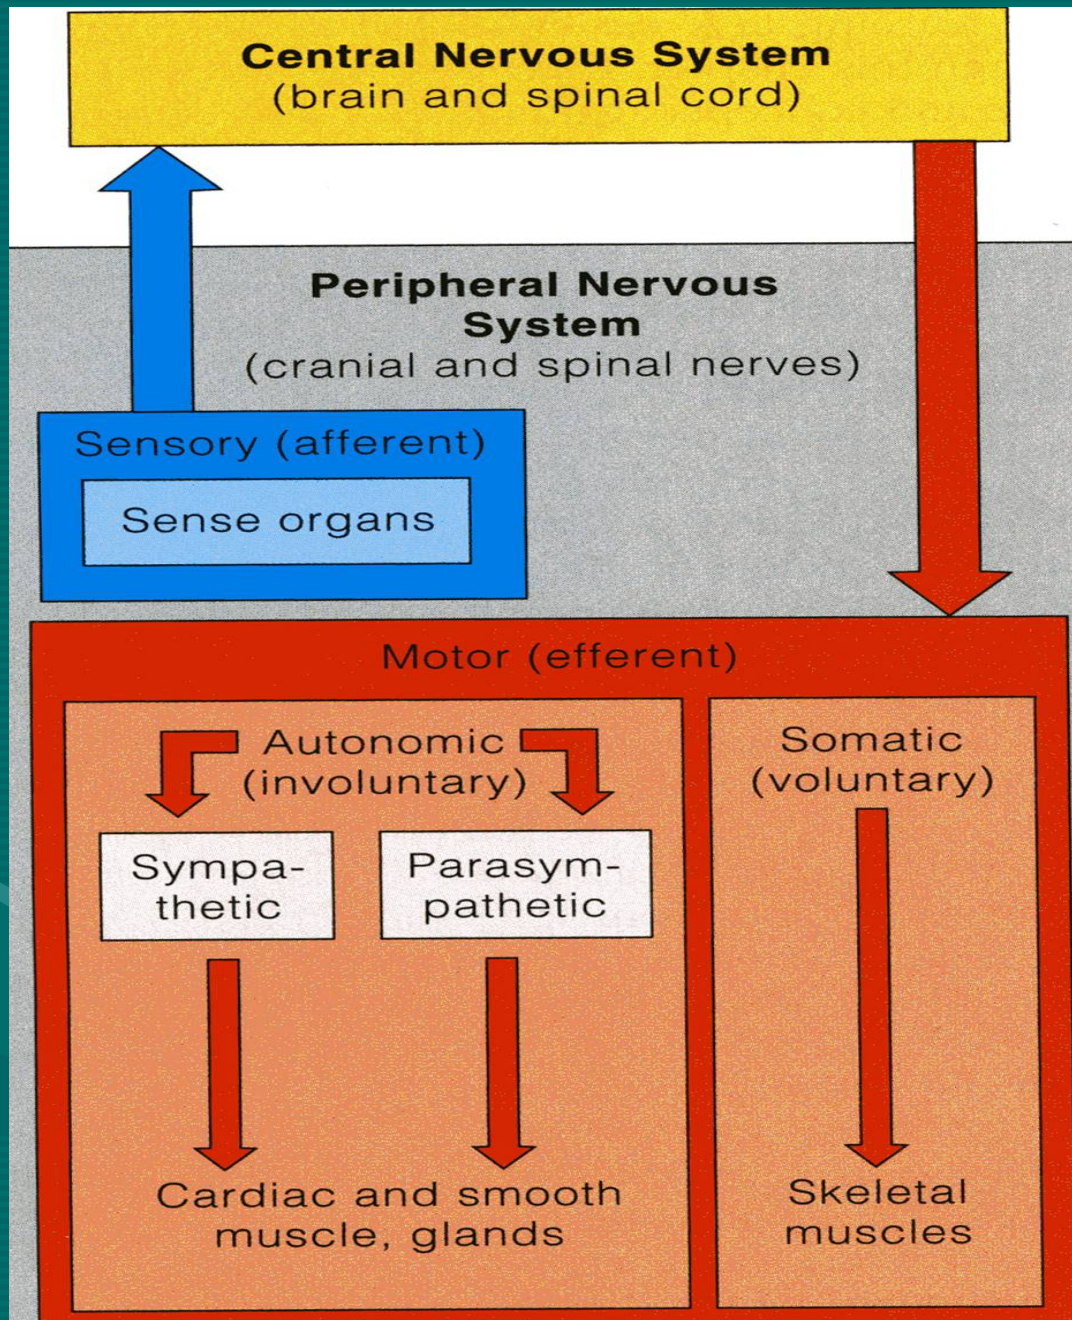 Central Nervous System
(brain and spinal cord)
Peripheral Nervous
System
(cranial and spinal nerves)
Sensory (afferent)
Sense organs
Motor (efferent)
Autonomic
(involuntary)
Sympa-
thetic
Parasym-
pathetic
Cardiac and smooth
muscle, glands
Somatic
(voluntary)
Skeletal
muscles